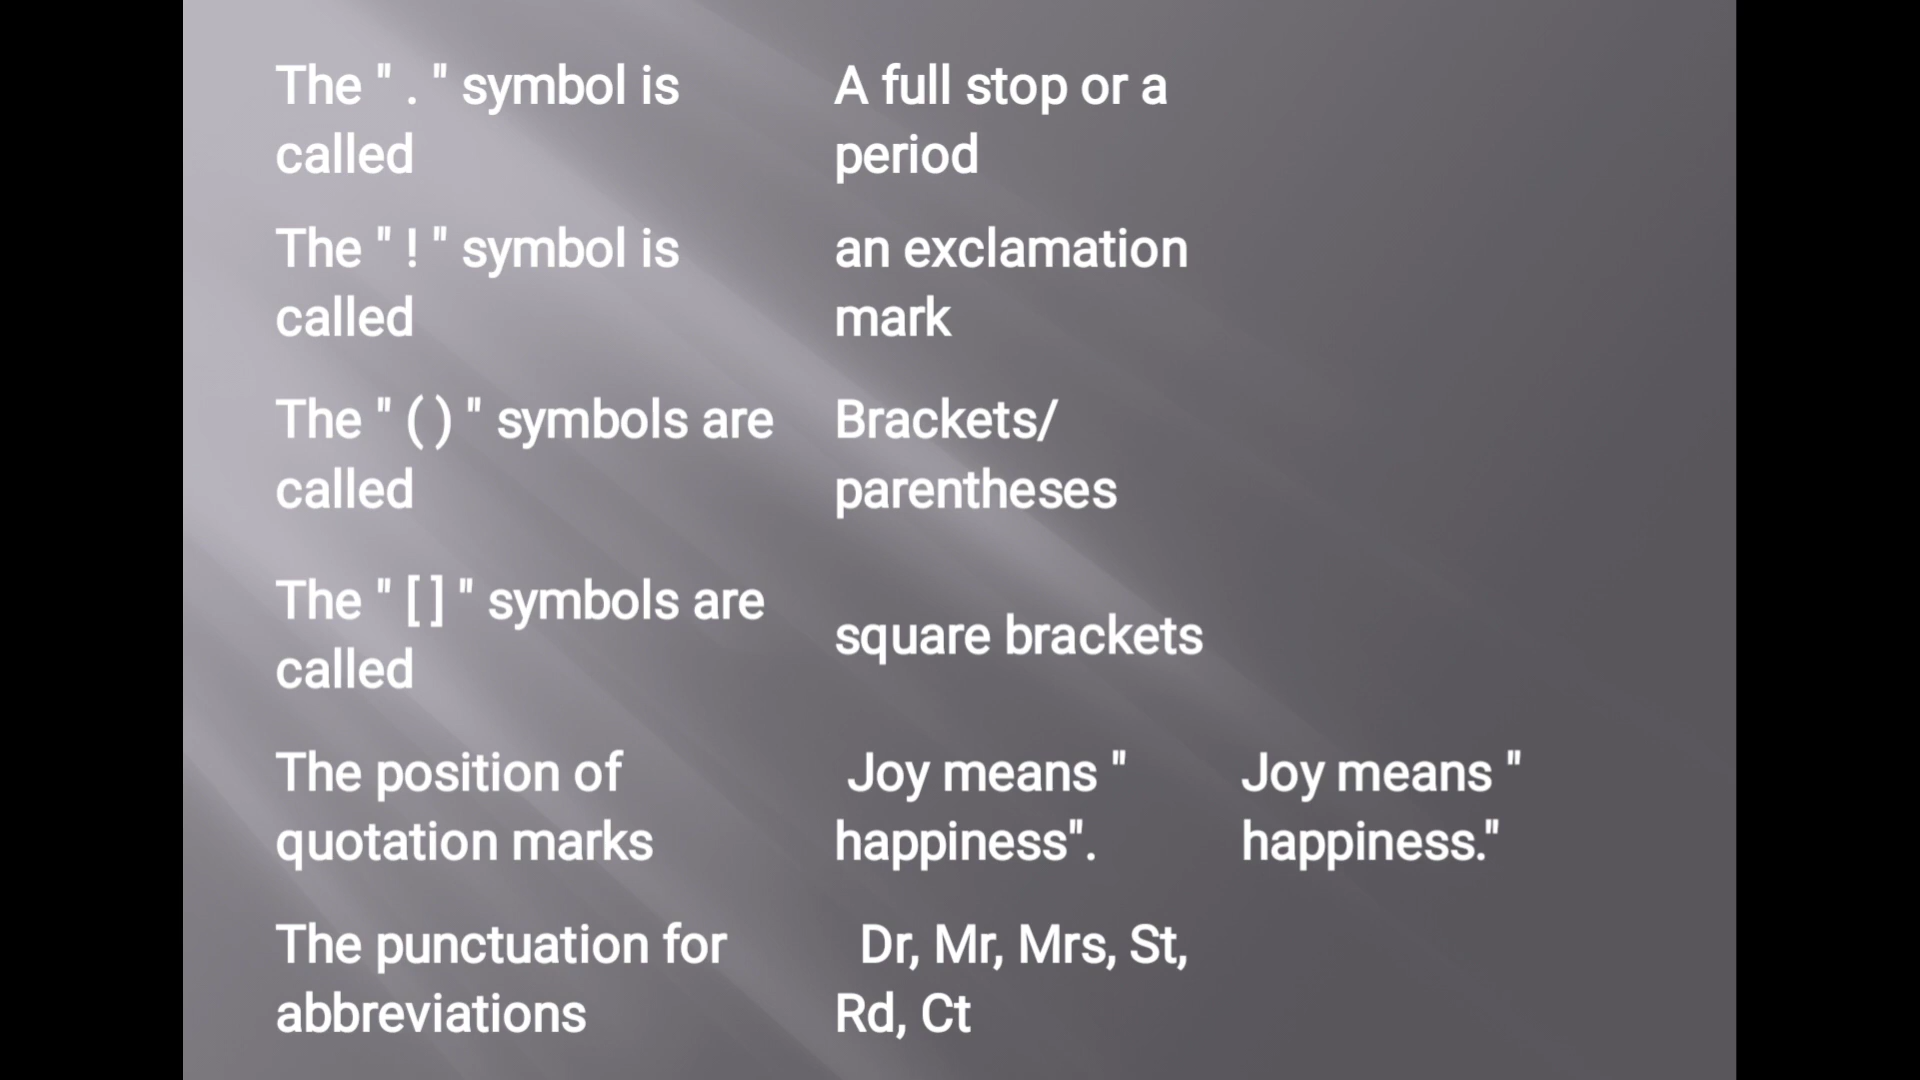 The " . " symbol is
called
A full stop or a
period
The " ! " symbol is
called
an exclamation
mark
The " ( ) " symbols are
called
Brackets/
parentheses
The " [ ] " symbols are
called
square brackets
The position of
quotation marks
Joy means "
happiness".
Joy means "
happiness."
The punctuation for
abbreviations
Dr, Mr, Mrs, St,
Rd, Ct